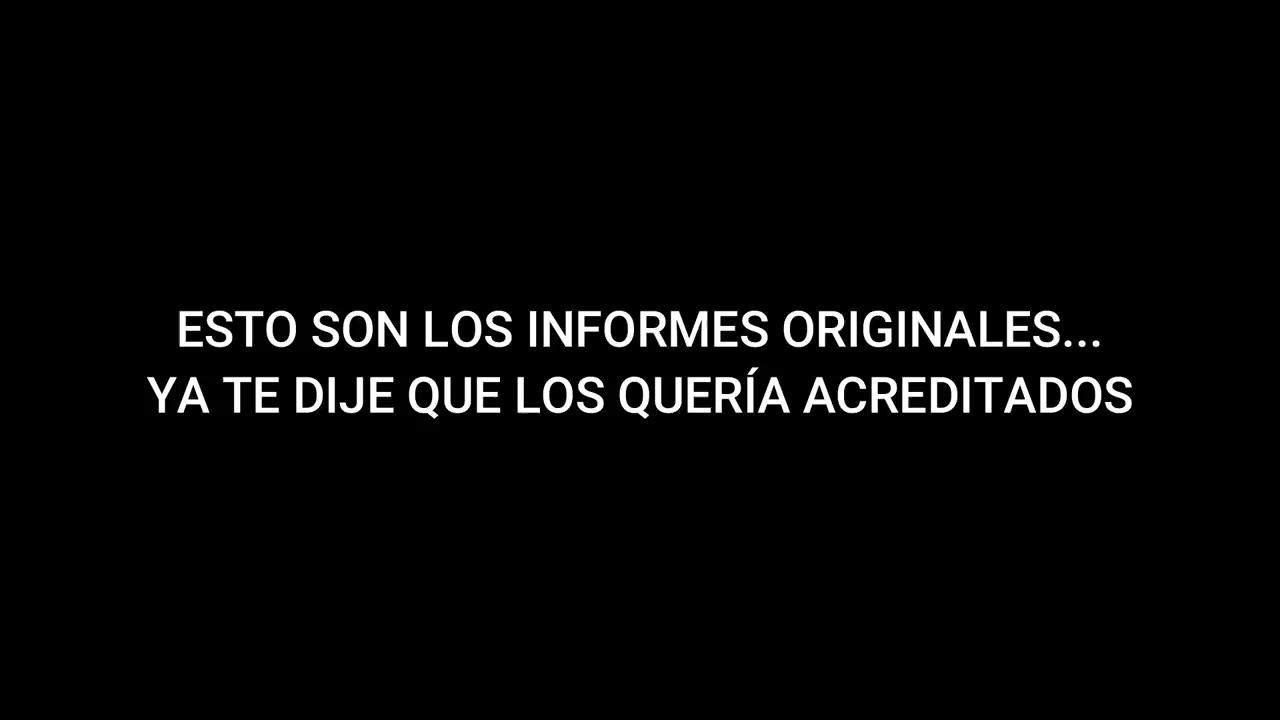 ESTO SON LOS INFORMES ORIGINALES...
YA TE DIJE QUE LOS QUERÍA ACREDITADOS